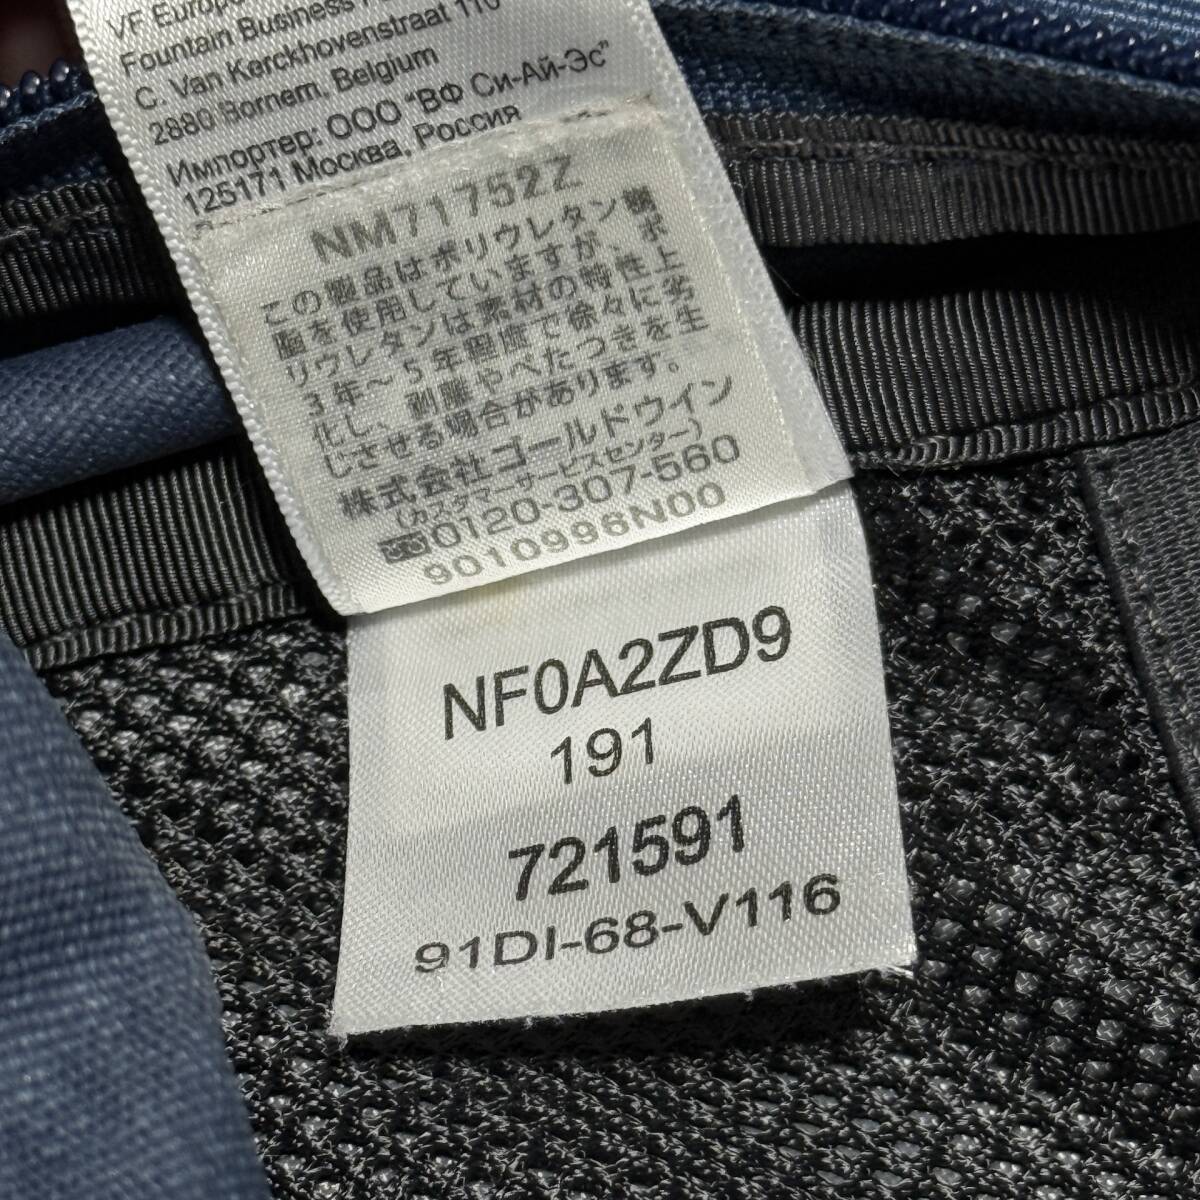 VF Europe
Fountain Business
C. Van Kerckhovenstraat 110
2880 Bornem, Belgium
Импортер: ООО "ВФ Си-Ай-Эс"
125171 Москва, Россия
NM71752Z
この製品はポリウレタン樹
脂を使用していますが、ポ
リウレタンは素材の特性上
3年～5年程度で徐々に劣
化し、剥離やべたつきを生
じさせる場合があります。
株式会社ゴールドウイン
(カスタマーサービスセンター)
0120-307-560
9010996N00
NF0A2ZD9
191
721591
91DI-68-V116